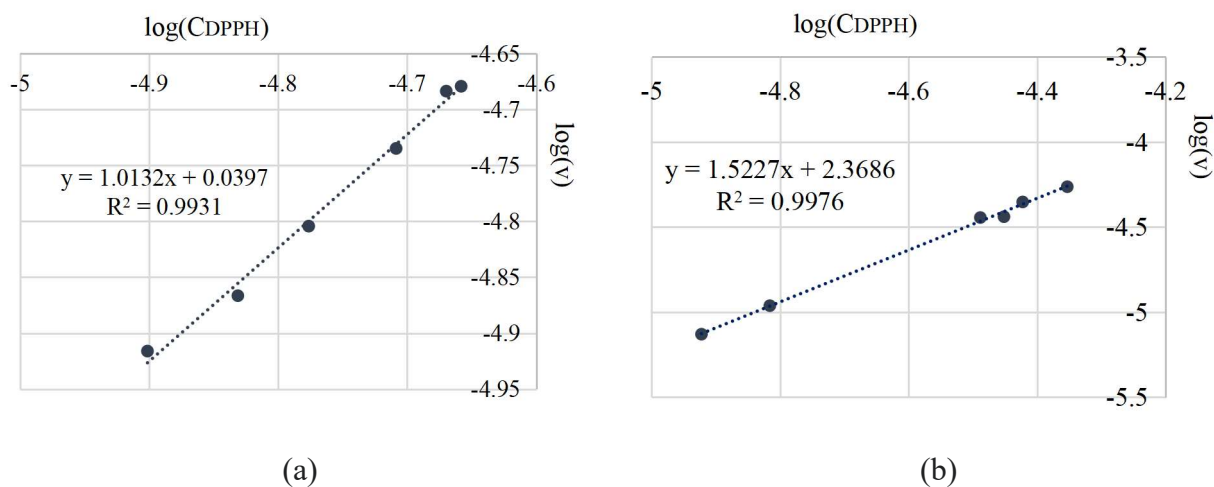 log(CDPPH)
-5
-4.9
-4.8
-4.7
-4.6
-4.65
-4.7
-4.75
-4.8
-4.85
-4.9
-4.95
log(v)
y = 1.0132x + 0.0397
R² = 0.9931
(a)
log(CDPPH)
-5
-4.8
-4.6
-4.4
-4.2
-3.5
-4
-4.5
-5
-5.5
log(v)
y = 1.5227x + 2.3686
R² = 0.9976
(b)